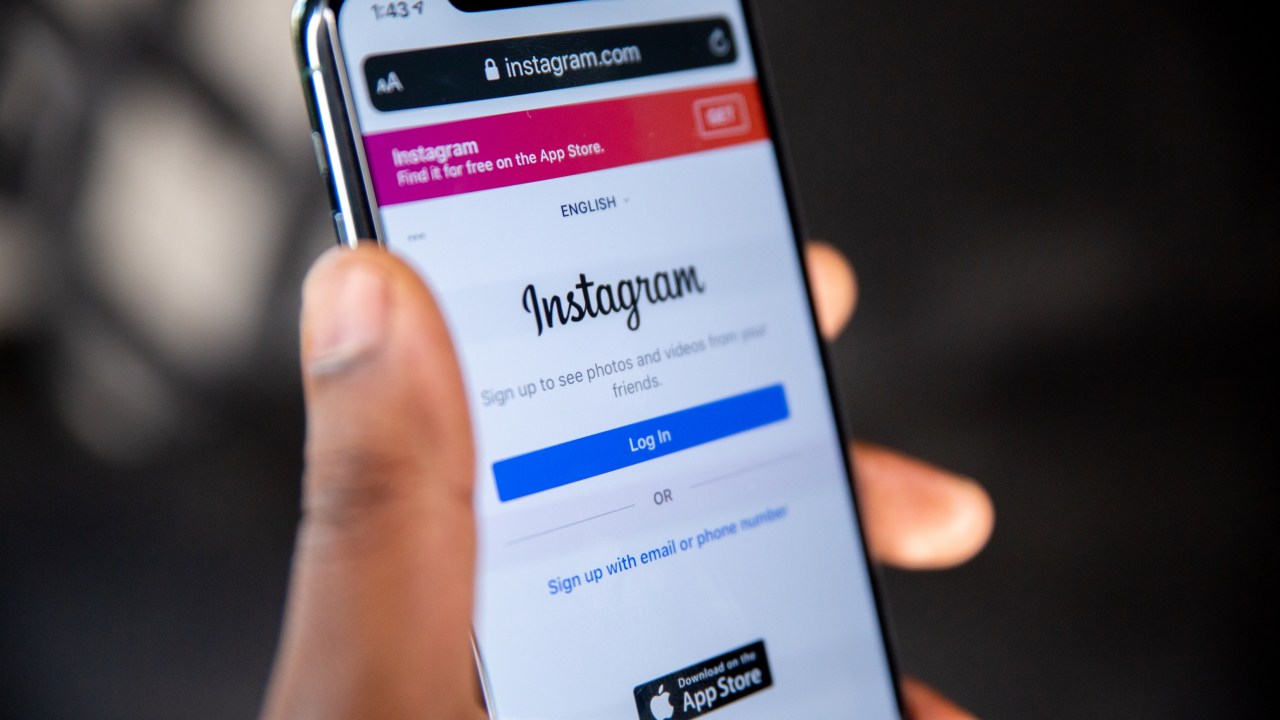 1:43
AA instagram.com
Instagram
Find it for free on the App Store.
GET
ENGLISH
Instagram
Sign up to see photos and videos from your
friends.
Log In
OR
Sign up with email or phone number
Download on the
App Store